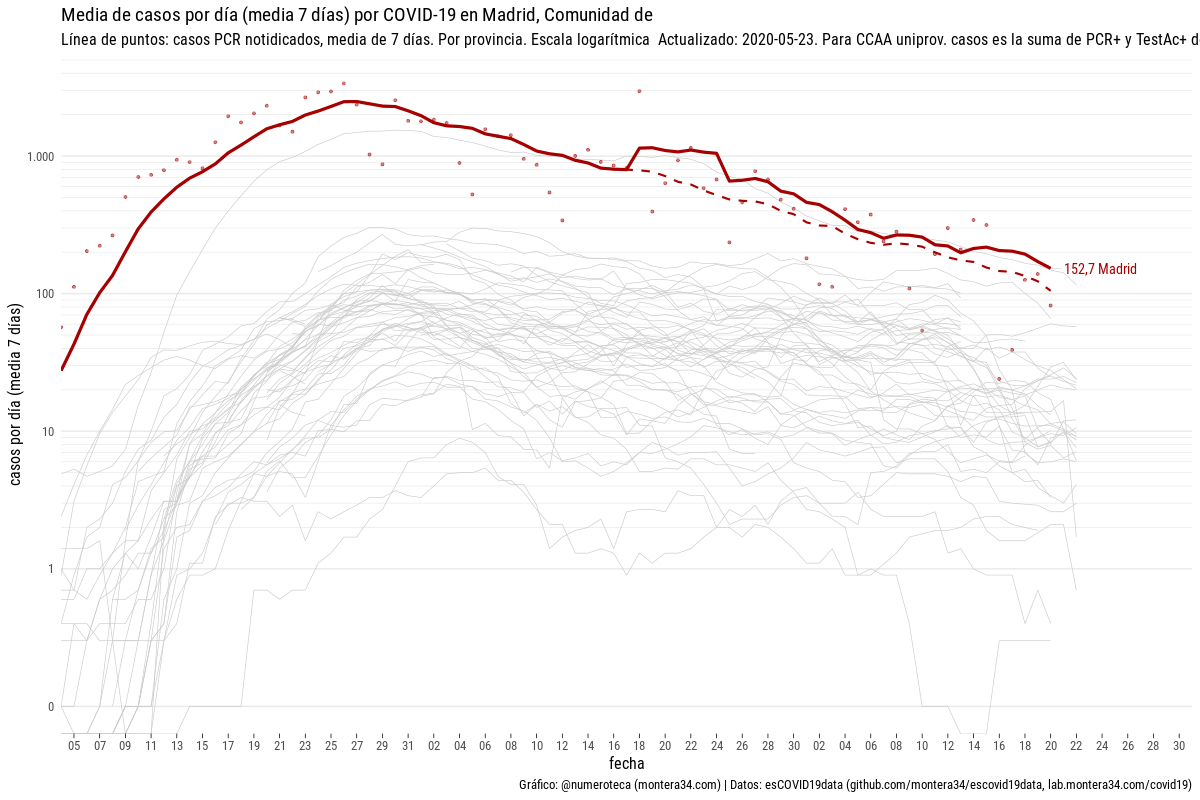 Media de casos por día (media 7 días) por COVID-19 en Madrid, Comunidad de
Línea de puntos: casos PCR notidicados, media de 7 días. Por provincia. Escala logarítmica  Actualizado: 2020-05-23. Para CCAA uniprov. casos es la suma de PCR+ y TestAc+ d
casos por día (media 7 días)
1.000
100
10
1
0
152,7 Madrid
05 07 09 11 13 15 17 19 21 23 25 27 29 31 02 04 06 08 10 12 14 16 18 20 22 24 26 28 30 02 04 06 08 10 12 14 16 18 20 22 24 26 28 30
fecha
Gráfico: @numeroteca (montera34.com) | Datos: esCOVID19data (github.com/montera34/escovid19data, lab.montera34.com/covid19)